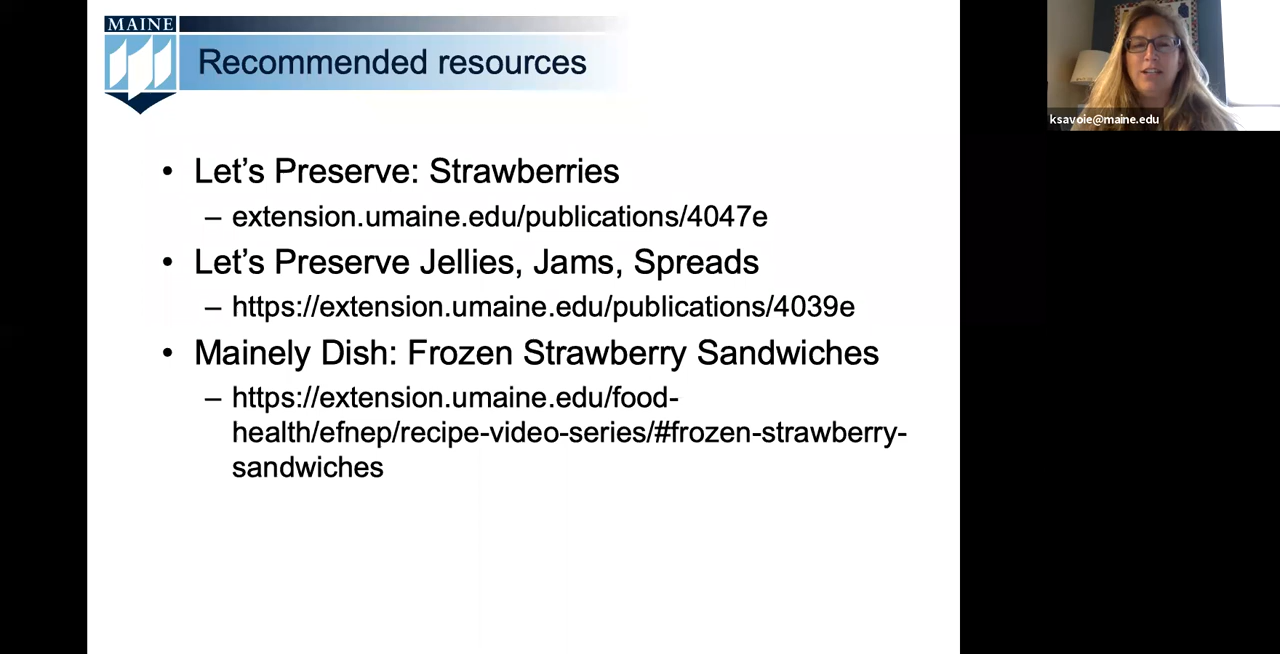 MAINE
Recommended resources
ksavoie@maine.edu
• Let’s Preserve: Strawberries
– extension.umaine.edu/publications/4047e
• Let’s Preserve Jellies, Jams, Spreads
– https://extension.umaine.edu/publications/4039e
• Mainely Dish: Frozen Strawberry Sandwiches
– https://extension.umaine.edu/food-
health/efnep/recipe-video-series/#frozen-strawberry-
sandwiches